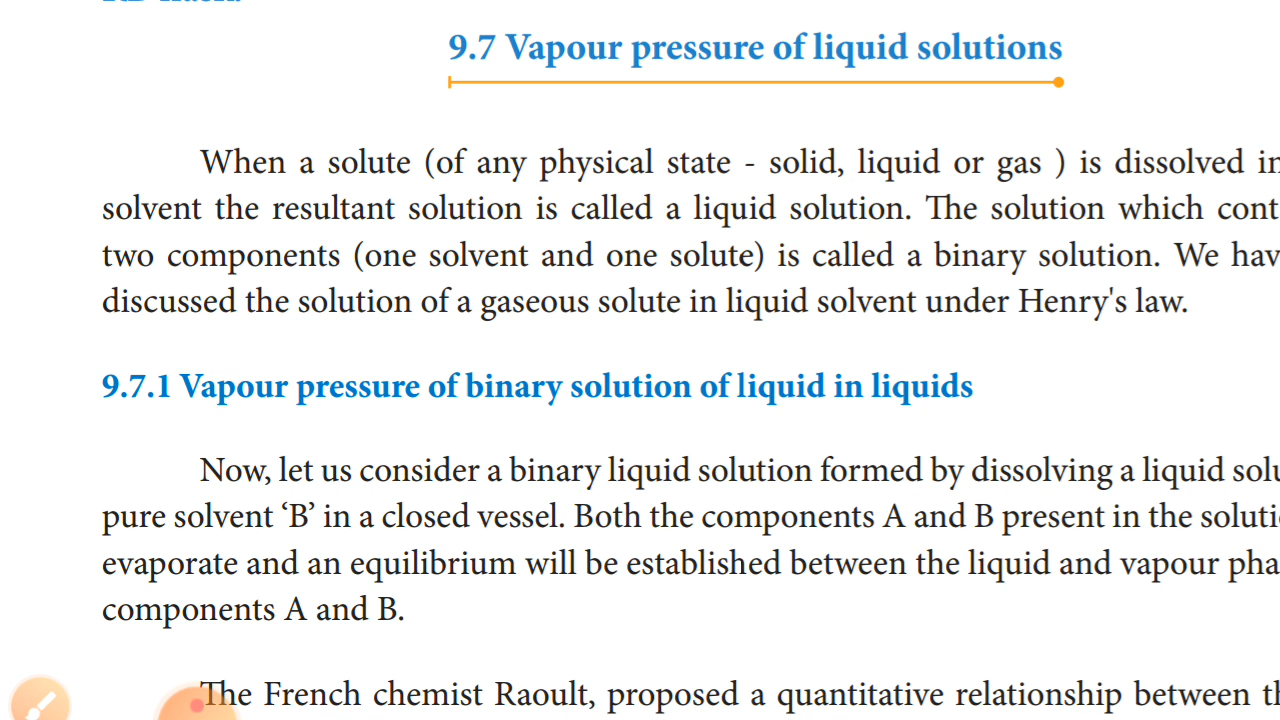 9.7 Vapour pressure of liquid solutions
When a solute (of any physical state - solid, liquid or gas ) is dissolved in
solvent the resultant solution is called a liquid solution. The solution which
two components (one solvent and one solute) is called a binary solution. We
discussed the solution of a gaseous solute in liquid solvent under Henry's law.
9.7.1 Vapour pressure of binary solution of liquid in liquids
Now, let us consider a binary liquid solution formed by dissolving a liquid
pure solvent ‘B’ in a closed vessel. Both the components A and B present in the
evaporate and an equilibrium will be established between the liquid and vapour
components A and B.
The French chemist Raoult, proposed a quantitative relationship between